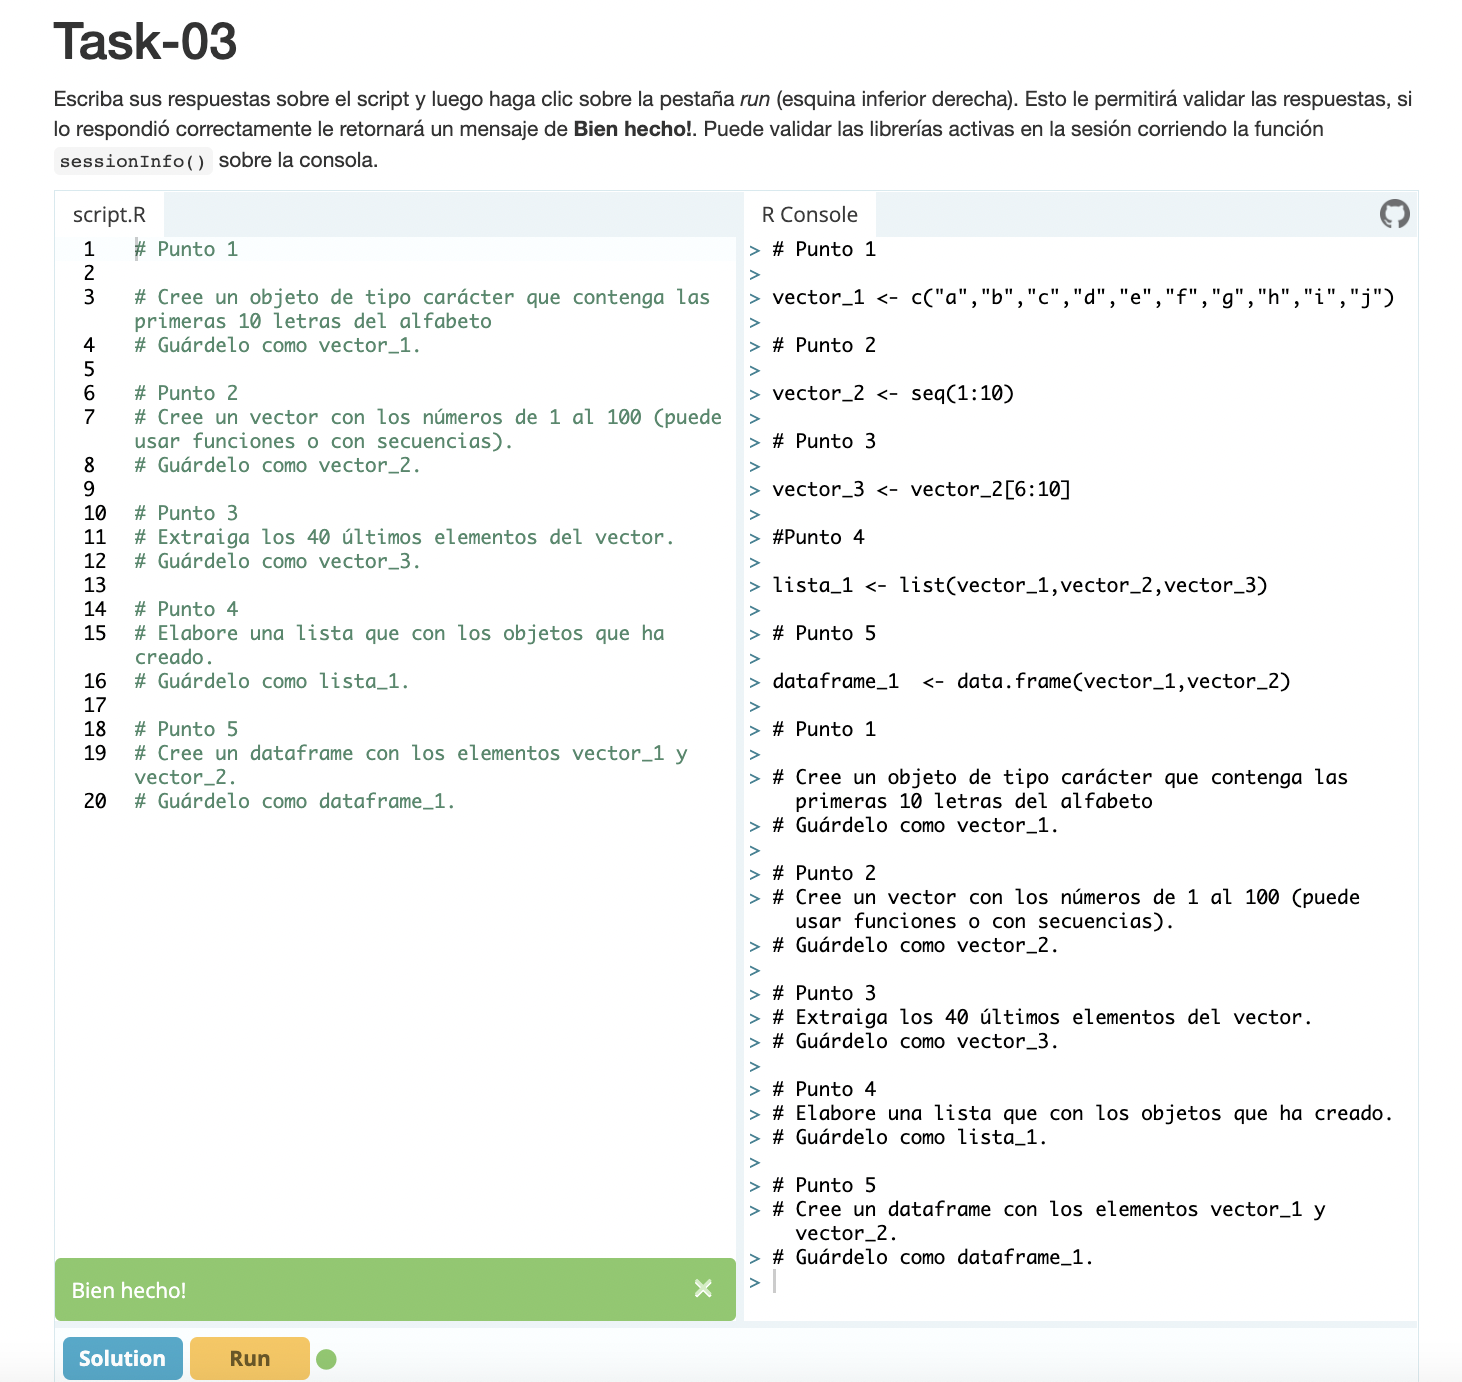 Task-03
Escriba sus respuestas sobre el script y luego haga clic sobre la pestaña run (esquina inferior derecha). Esto le permitirá validar las respuestas, si
lo respondió correctamente le retornará un mensaje de Bien hecho!. Puede validar las librerías activas en la sesión corriendo la función
sessionInfo() sobre la consola.
script.R
1 # Punto 1
2
3 # Cree un objeto de tipo carácter que contenga las
primeras 10 letras del alfabeto
4 # Guárdelo como vector_1.
5
6 # Punto 2
7 # Cree un vector con los números de 1 al 100 (puede
usar funciones o con secuencias).
8 # Guárdelo como vector_2.
9
10 # Punto 3
11 # Extraiga los 40 últimos elementos del vector.
12 # Guárdelo como vector_3.
13
14 # Punto 4
15 # Elabore una lista que con los objetos que ha
creado.
16 # Guárdelo como lista_1.
17
18 # Punto 5
19 # Cree un dataframe con los elementos vector_1 y
vector_2.
20 # Guárdelo como dataframe_1.
Bien hecho!
Solution
Run
R Console
> # Punto 1
>
> vector_1 <- c("a","b","c","d","e","f","g","h","i","j")
>
> # Punto 2
>
> vector_2 <- seq(1:10)
>
> # Punto 3
>
> vector_3 <- vector_2[6:10]
>
> #Punto 4
>
> lista_1 <- list(vector_1,vector_2,vector_3)
>
> # Punto 5
>
> dataframe_1  <- data.frame(vector_1,vector_2)
>
> # Punto 1
>
> # Cree un objeto de tipo carácter que contenga las
primeras 10 letras del alfabeto
> # Guárdelo como vector_1.
>
> # Punto 2
> # Cree un vector con los números de 1 al 100 (puede
usar funciones o con secuencias).
> # Guárdelo como vector_2.
>
> # Punto 3
> # Extraiga los 40 últimos elementos del vector.
> # Guárdelo como vector_3.
>
> # Punto 4
> # Elabore una lista que con los objetos que ha creado.
> # Guárdelo como lista_1.
>
> # Punto 5
> # Cree un dataframe con los elementos vector_1 y
vector_2.
> # Guárdelo como dataframe_1.
>